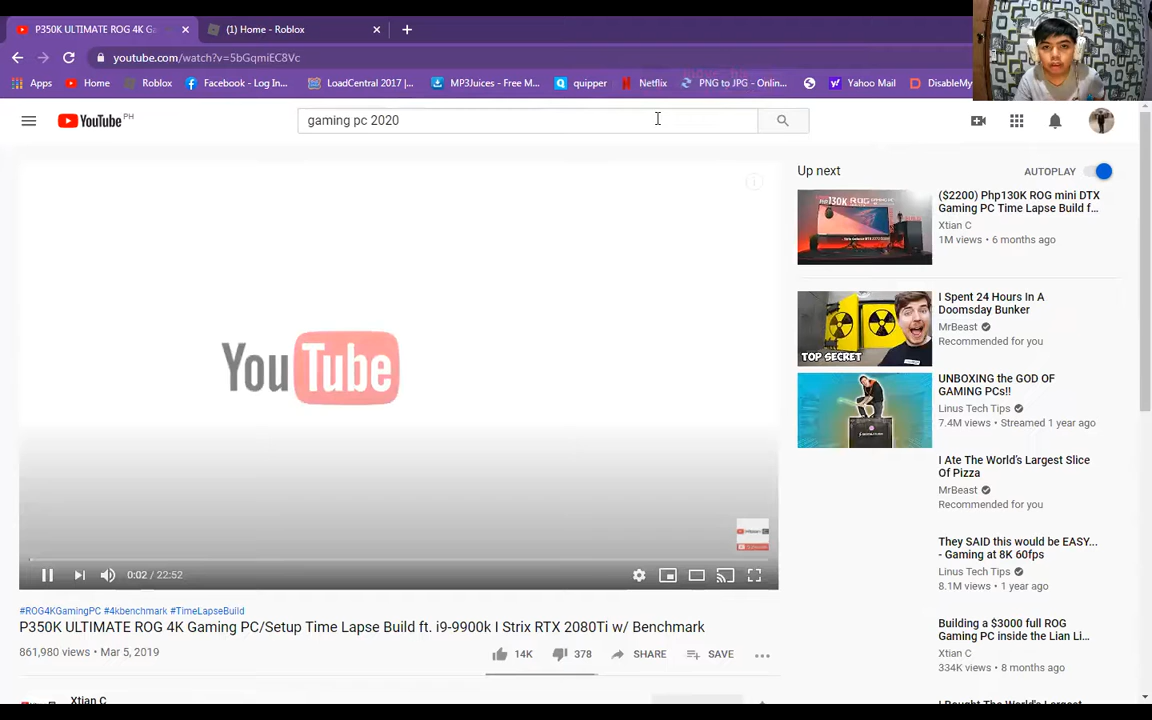 P350K ULTIMATE ROG 4K G
(1) Home - Roblox
youtube.com/watch?v=5bGqmiEC8Vc
Apps
Home
Roblox
Facebook - Log In...
LoadCentral 2017 |...
MP3Juices - Free M...
quipper
Netflix
PNG to JPG - Onlin...
Yahoo Mail
DisableMy
YouTube PH
gaming pc 2020
YouTube
0:02 / 22:52
#ROG4KGamingPC #4kbenchmark #TimeLapseBuild
P350K ULTIMATE ROG 4K Gaming PC/Setup Time Lapse Build ft. i9-9900k I Strix RTX 2080Ti w/ Benchmark
861,980 views • Mar 5, 2019
14K
378
SHARE
SAVE
Xtian C
Up next
AUTOPLAY
Php130K ROG mini DTX
($2200) Php130K ROG mini DTX
Gaming PC Time Lapse Build f...
Xtian C
1M views • 6 months ago
TOP SECRET
I Spent 24 Hours In A
Doomsday Bunker
MrBeast
Recommended for you
UNBOXING the GOD OF
GAMING PCs!!
Linus Tech Tips
7.4M views • Streamed 1 year ago
I Ate The World's Largest Slice
Of Pizza
MrBeast
Recommended for you
They SAID this would be EASY...
- Gaming at 8K 60fps
Linus Tech Tips
8.1M views • 1 year ago
Building a $3000 full ROG
Gaming PC inside the Lian Li...
Xtian C
334K views • 8 months ago